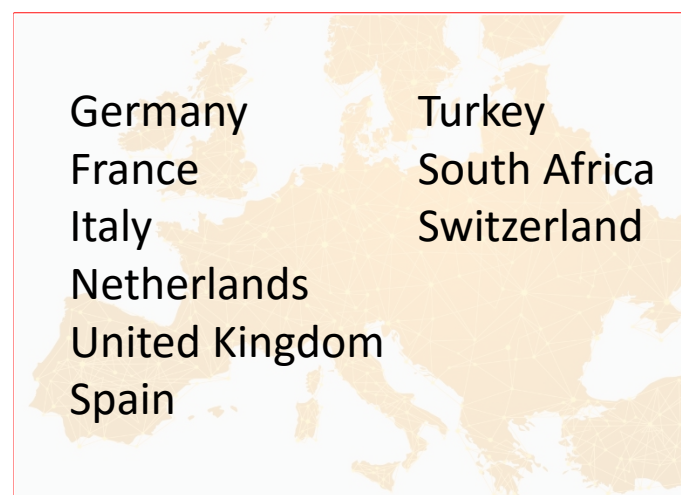 Germany
France
Italy
Netherlands
United Kingdom
Spain
Turkey
South Africa
Switzerland